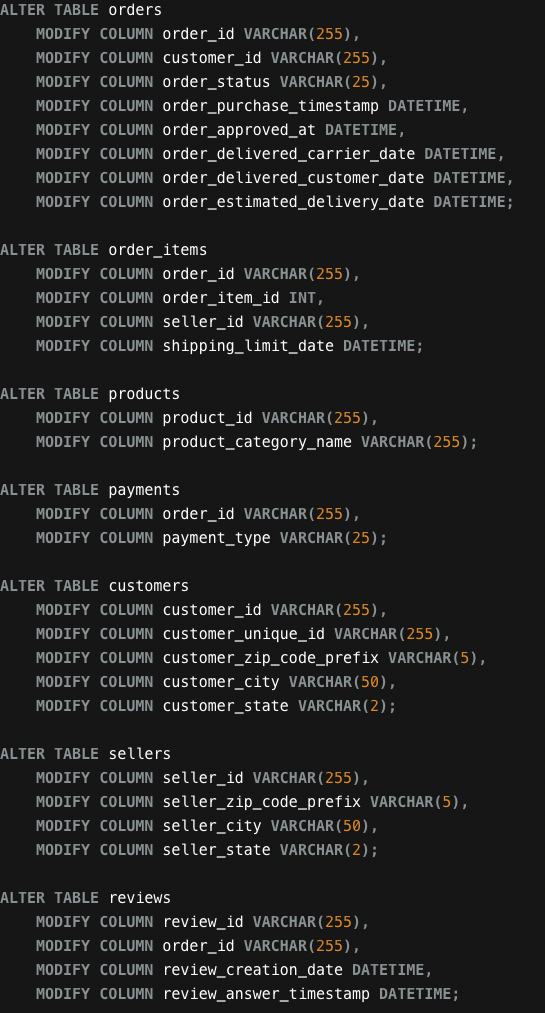 ALTER TABLE orders
    MODIFY COLUMN order_id VARCHAR(255),
    MODIFY COLUMN customer_id VARCHAR(255),
    MODIFY COLUMN order_status VARCHAR(25),
    MODIFY COLUMN order_purchase_timestamp DATETIME,
    MODIFY COLUMN order_approved_at DATETIME,
    MODIFY COLUMN order_delivered_carrier_date DATETIME,
    MODIFY COLUMN order_delivered_customer_date DATETIME,
    MODIFY COLUMN order_estimated_delivery_date DATETIME;

ALTER TABLE order_items
    MODIFY COLUMN order_id VARCHAR(255),
    MODIFY COLUMN order_item_id INT,
    MODIFY COLUMN seller_id VARCHAR(255),
    MODIFY COLUMN shipping_limit_date DATETIME;

ALTER TABLE products
    MODIFY COLUMN product_id VARCHAR(255),
    MODIFY COLUMN product_category_name VARCHAR(255);

ALTER TABLE payments
    MODIFY COLUMN order_id VARCHAR(255),
    MODIFY COLUMN payment_type VARCHAR(25);

ALTER TABLE customers
    MODIFY COLUMN customer_id VARCHAR(255),
    MODIFY COLUMN customer_unique_id VARCHAR(255),
    MODIFY COLUMN customer_zip_code_prefix VARCHAR(5),
    MODIFY COLUMN customer_city VARCHAR(50),
    MODIFY COLUMN customer_state VARCHAR(2);

ALTER TABLE sellers
    MODIFY COLUMN seller_id VARCHAR(255),
    MODIFY COLUMN seller_zip_code_prefix VARCHAR(5),
    MODIFY COLUMN seller_city VARCHAR(50),
    MODIFY COLUMN seller_state VARCHAR(2);

ALTER TABLE reviews
    MODIFY COLUMN review_id VARCHAR(255),
    MODIFY COLUMN order_id VARCHAR(255),
    MODIFY COLUMN review_creation_date DATETIME,
    MODIFY COLUMN review_answer_timestamp DATETIME;